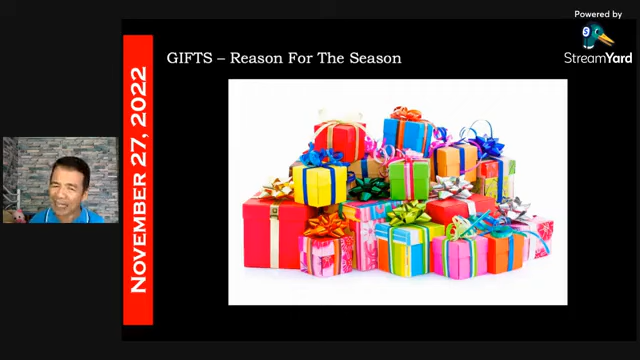 Powered by
StreamYard
GIFTS – Reason For The Season
NOVEMBER 27, 2022